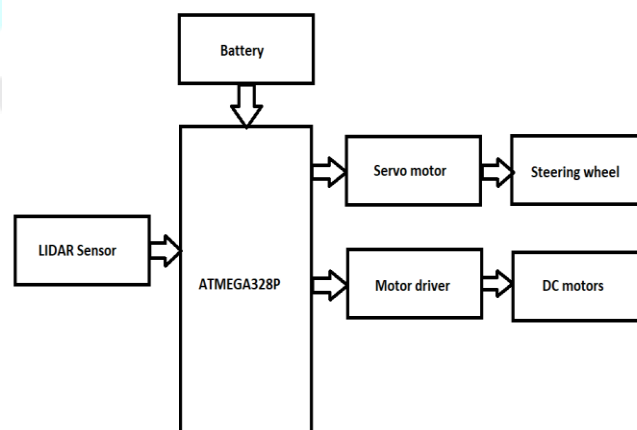 Battery
Servo motor
Steering wheel
LIDAR Sensor
ATMEGA328P
Motor driver
DC motors